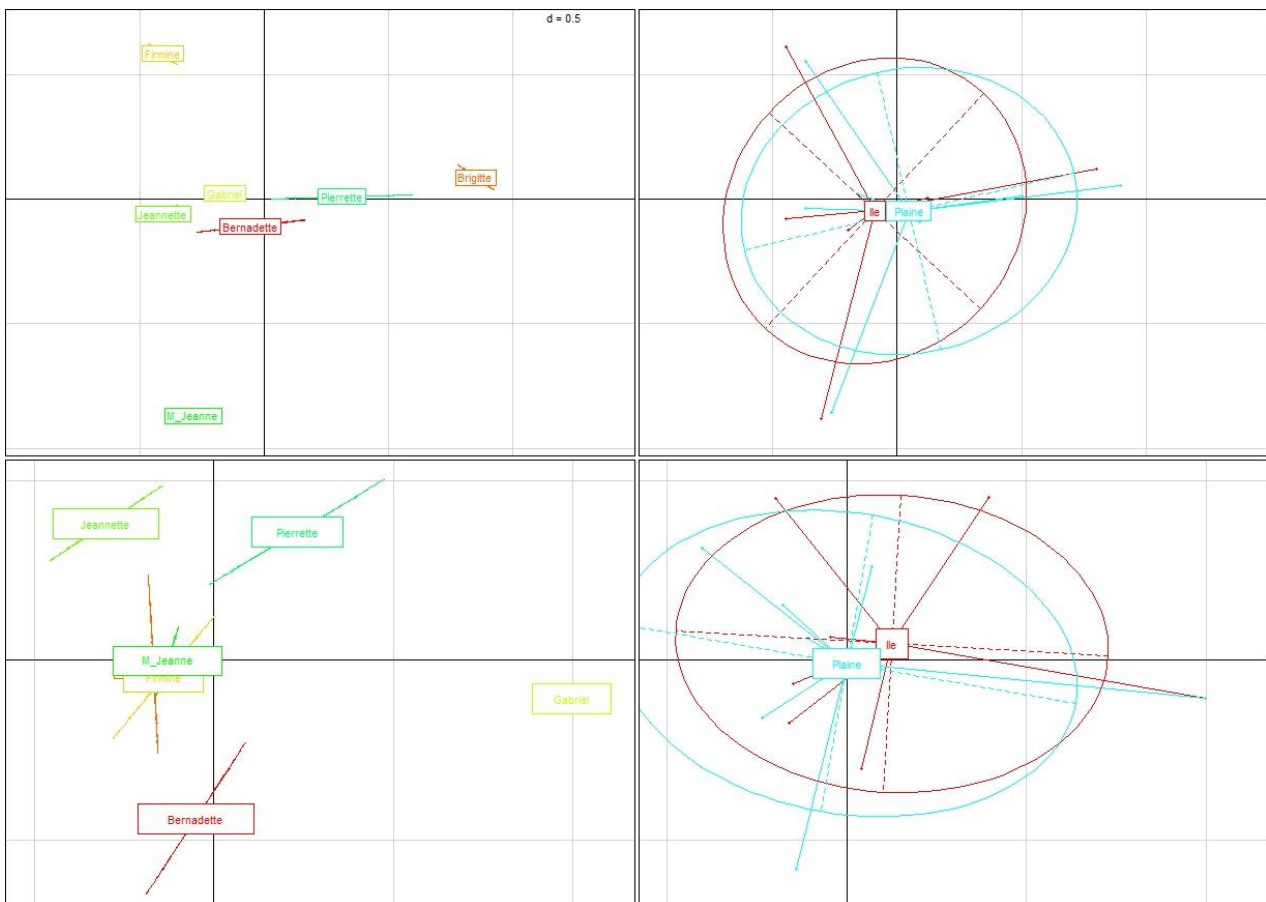 d = 0.5
Firmine
Brigitte
Gabriel
Pierrette
Jeannette
Bernadette
M_Jeanne
Ile
Plaine
Jeannette
Pierrette
M_Jeanne
Firmine
Gabriel
Bernadette
Ile
Plaine